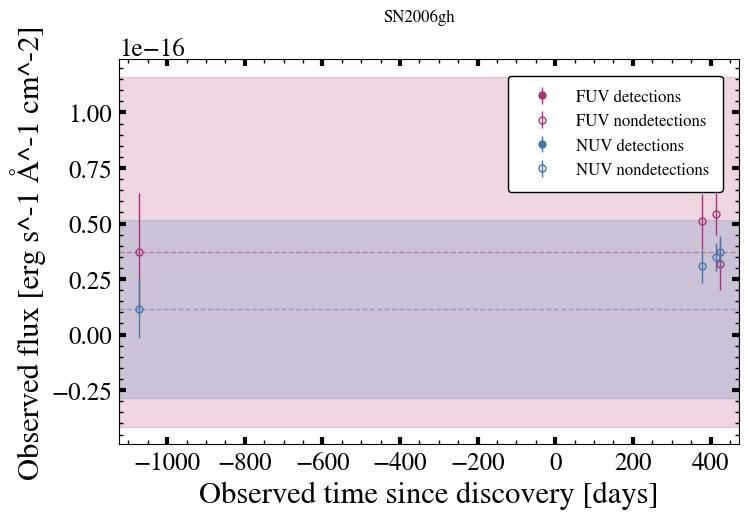 SN2006gh
1e−16
Observed flux [erg s^-1 Å^-1 cm^-2]
1.00
0.75
0.50
0.25
0.00
−0.25
FUV detections
FUV nondetections
NUV detections
NUV nondetections
−1000 −800 −600 −400 −200 0 200 400
Observed time since discovery [days]